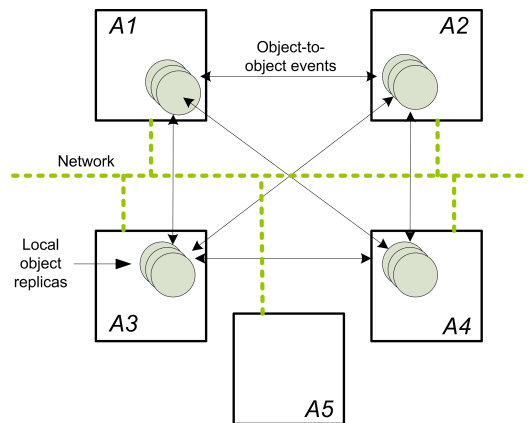 A1
A2
Object-to-
object events
Network
Local
object
replicas
A3
A4
A5